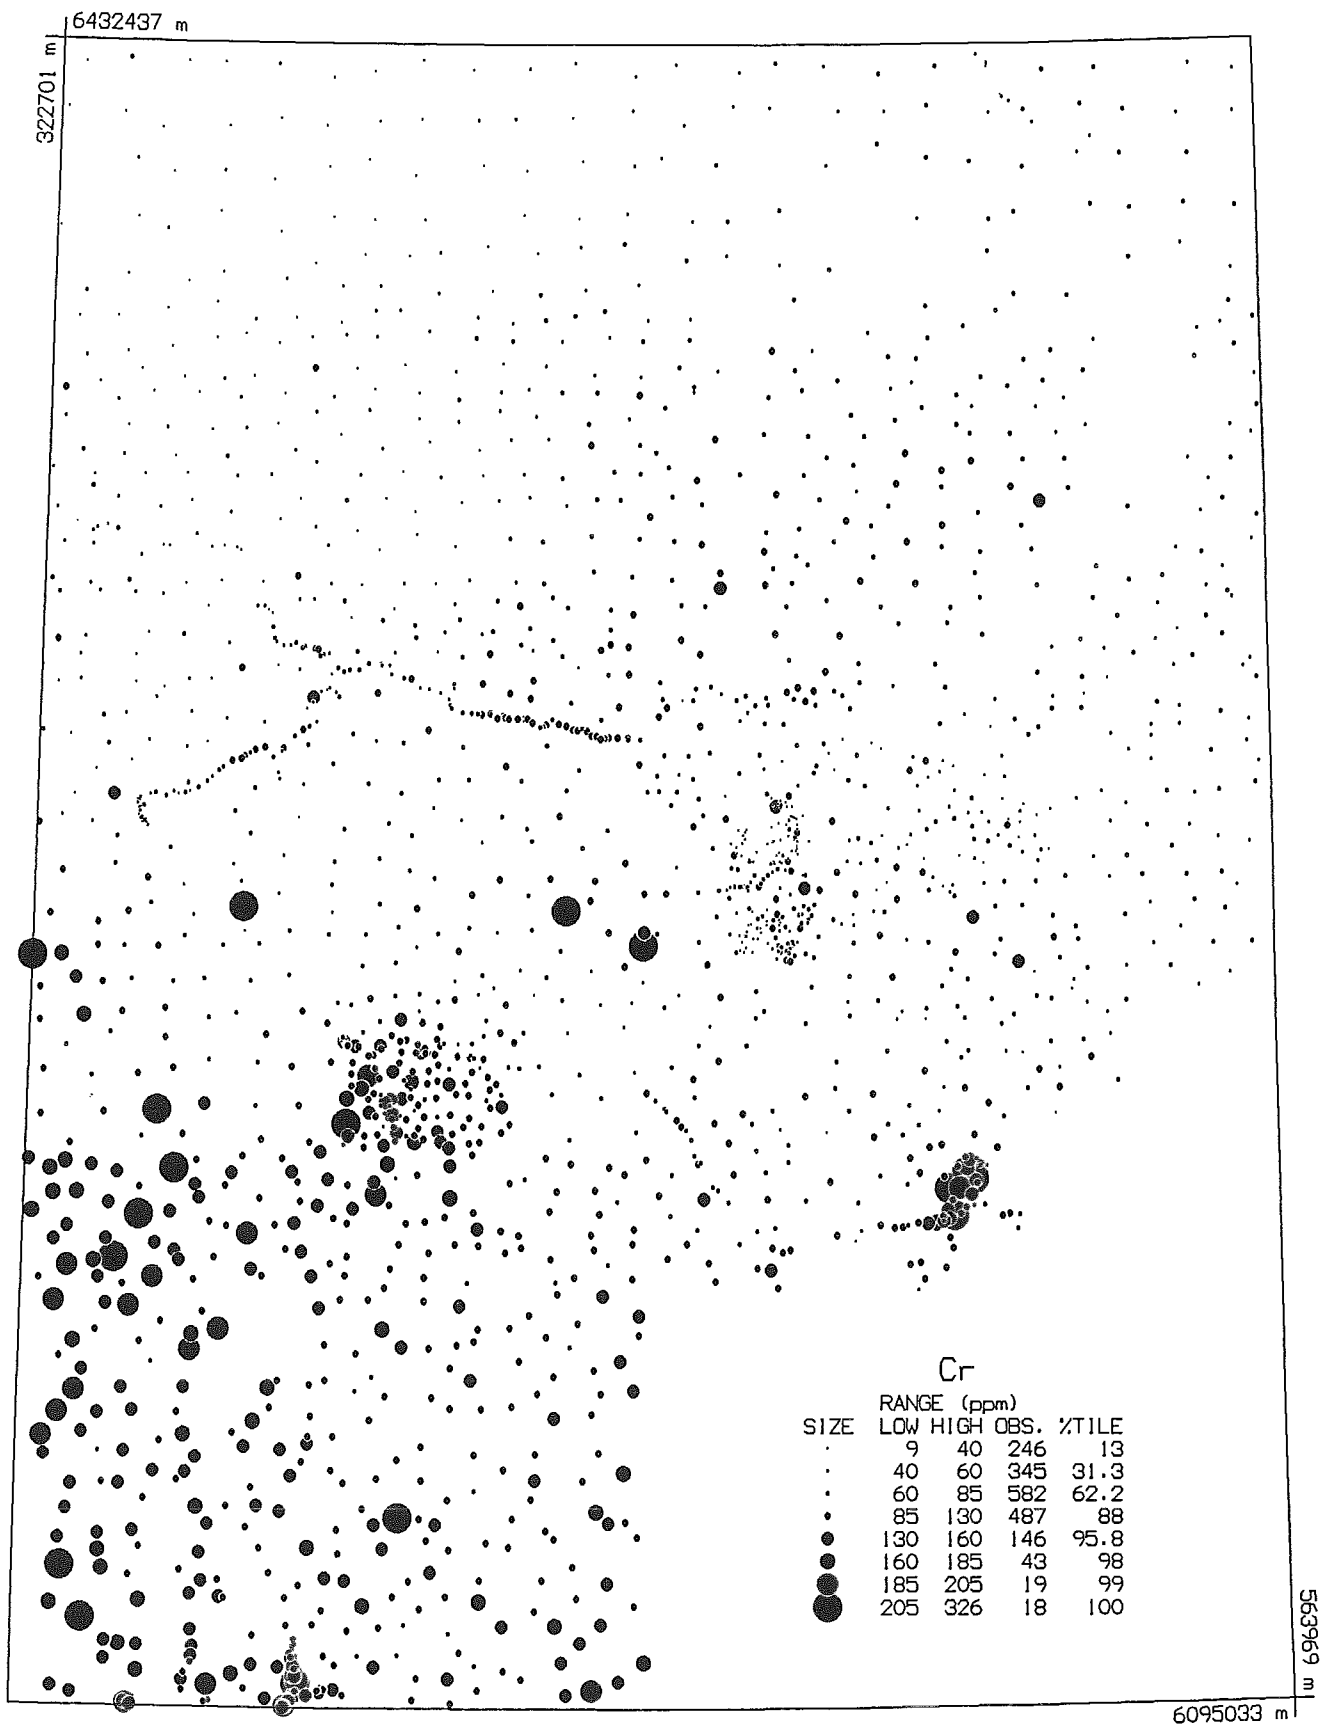 6432437 m
322701 m
Cr
RANGE (ppm)
SIZE LOW HIGH OBS. %TILE
9 40 246 13
40 60 345 31.3
60 85 582 62.2
85 130 487 88
130 160 146 95.8
160 185 43 98
185 205 19 99
205 326 18 100
563969 m
6095033 m